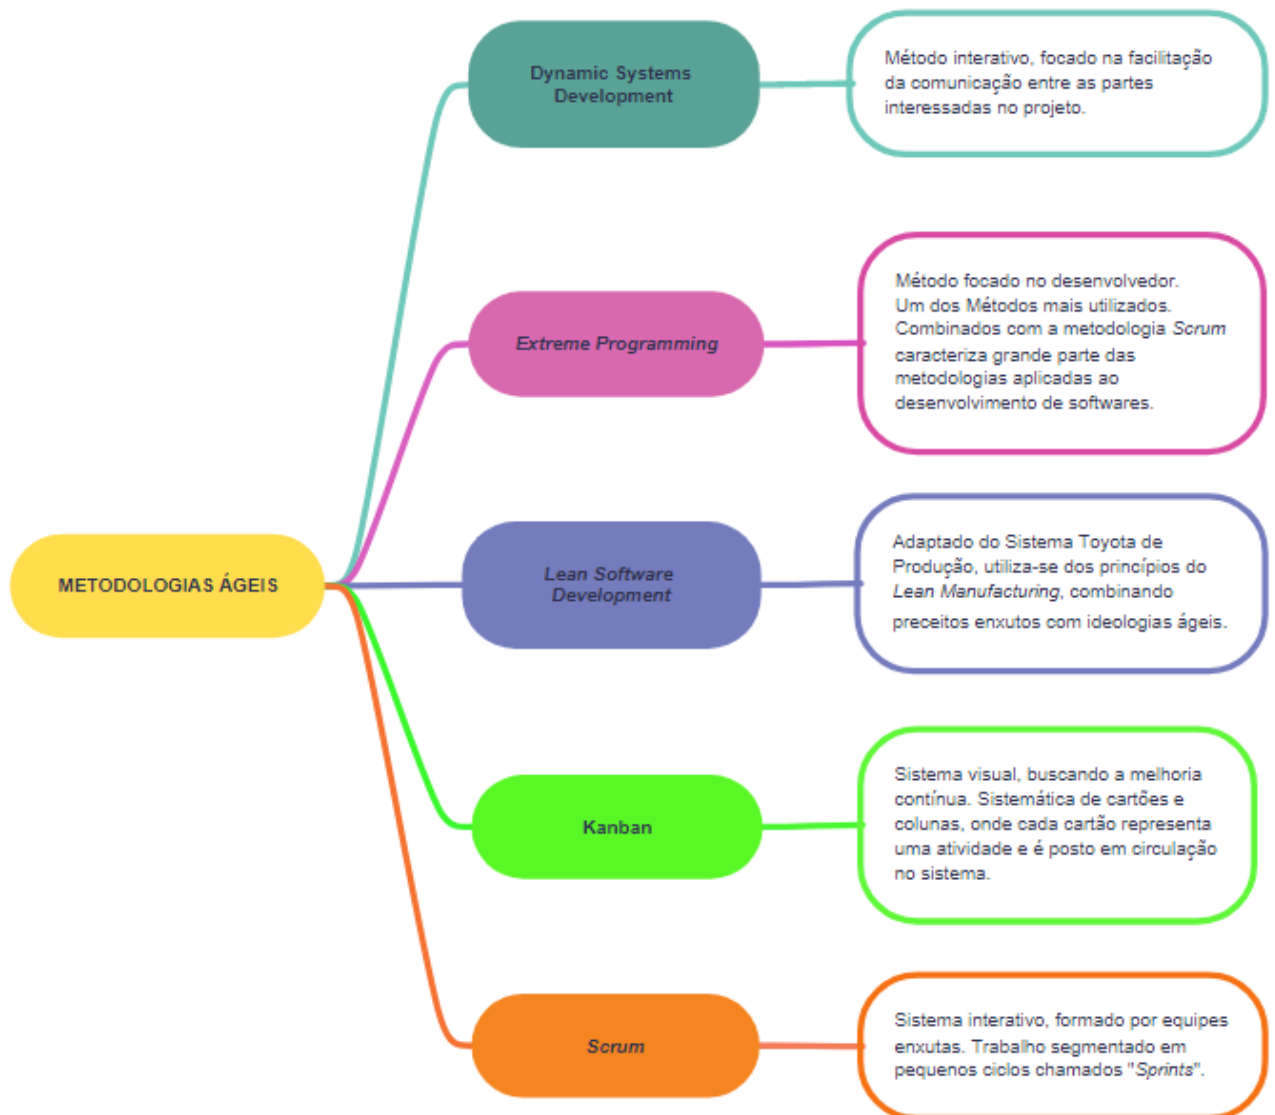 METODOLOGIAS ÁGEIS
Dynamic Systems
Development
Método interativo, focado na facilitação
da comunicação entre as partes
interessadas no projeto.
Extreme Programming
Método focado no desenvolvedor.
Um dos Métodos mais utilizados.
Combinados com a metodologia Scrum
caracteriza grande parte das
metodologias aplicadas ao
desenvolvimento de softwares.
Lean Software
Development
Adaptado do Sistema Toyota de
Produção, utiliza-se dos princípios do
Lean Manufacturing, combinando
preceitos enxutos com ideologias ágeis.
Kanban
Sistema visual, buscando a melhoria
contínua. Sistemática de cartões e
colunas, onde cada cartão representa
uma atividade e é posto em circulação
no sistema.
Scrum
Sistema interativo, formado por equipes
enxutas. Trabalho segmentado em
pequenos ciclos chamados "Sprints".